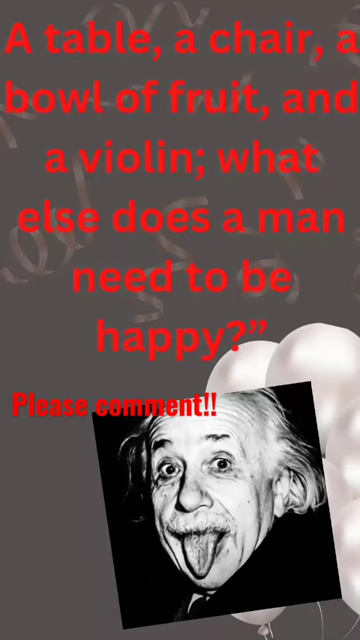 A table, a chair, a
bowl of fruit, and
a violin; what
else does a man
need to be
happy?”
Please comment!!